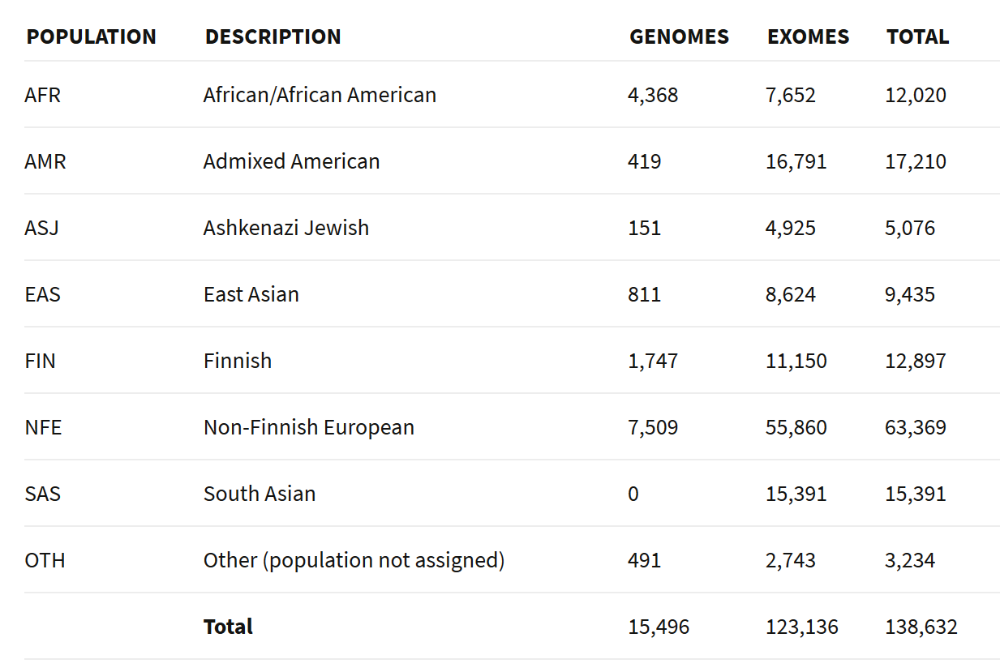 POPULATION DESCRIPTION GENOMES EXOMES TOTAL
AFR African/African American 4,368 7,652 12,020
AMR Admixed American 419 16,791 17,210
ASJ Ashkenazi Jewish 151 4,925 5,076
EAS East Asian 811 8,624 9,435
FIN Finnish 1,747 11,150 12,897
NFE Non-Finnish European 7,509 55,860 63,369
SAS South Asian 0 15,391 15,391
OTH Other (population not assigned) 491 2,743 3,234
Total 15,496 123,136 138,632